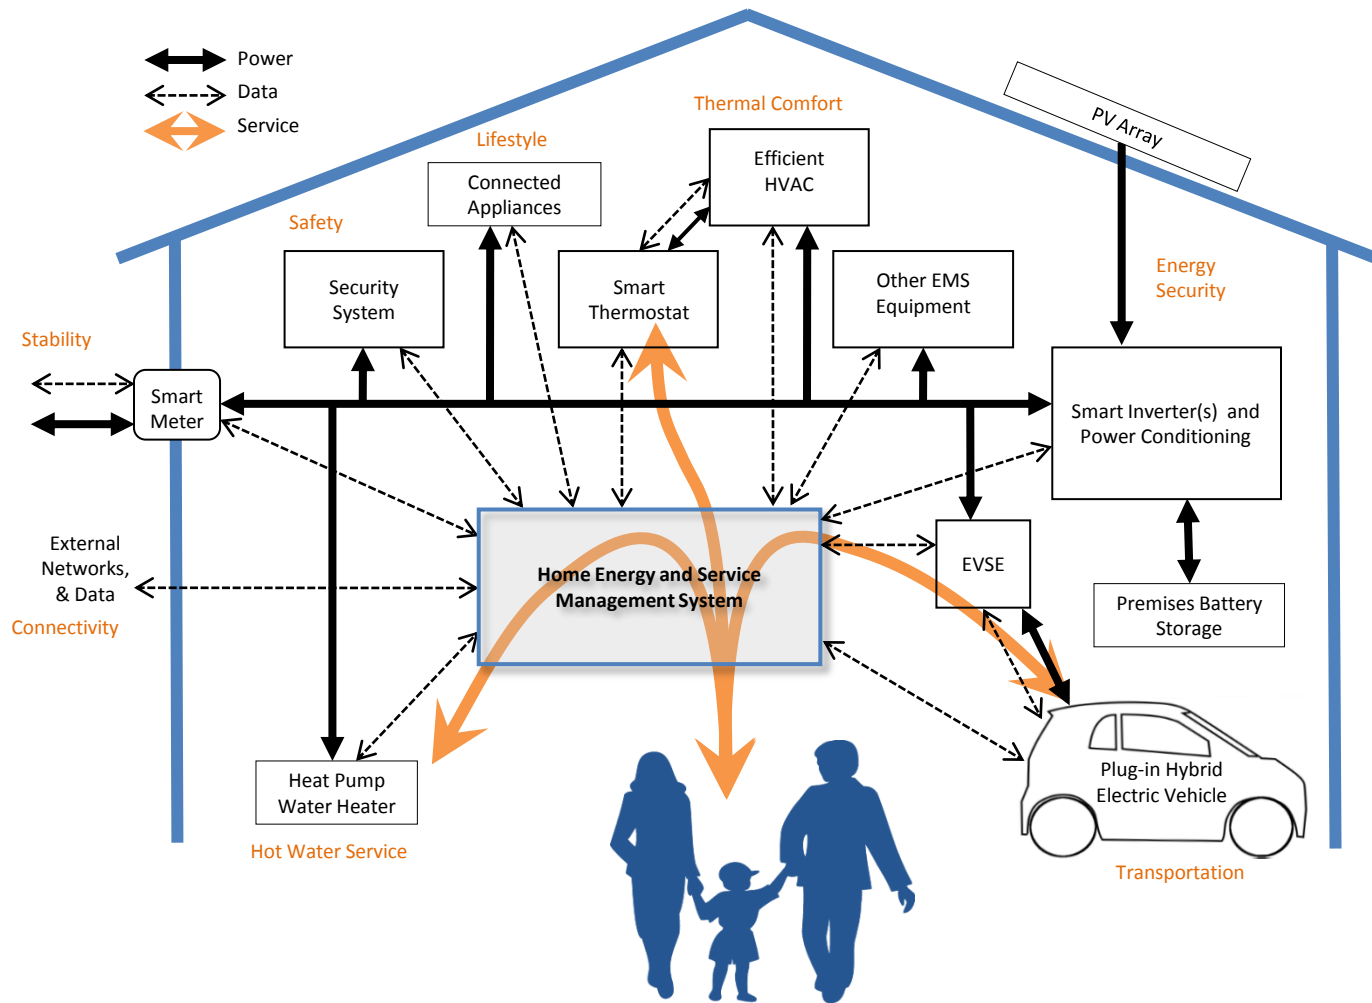 Power
Data
Service
Thermal Comfort
PV Array
Lifestyle
Efficient
HVAC
Connected
Appliances
Safety
Security
System
Smart
Thermostat
Other EMS
Equipment
Energy
Security
Stability
Smart
Meter
Smart Inverter(s) and
Power Conditioning
External
Networks,
& Data
Connectivity
Home Energy and Service
Management System
EVSE
Premises Battery
Storage
Heat Pump
Water Heater
Hot Water Service
Plug-in Hybrid
Electric Vehicle
Transportation